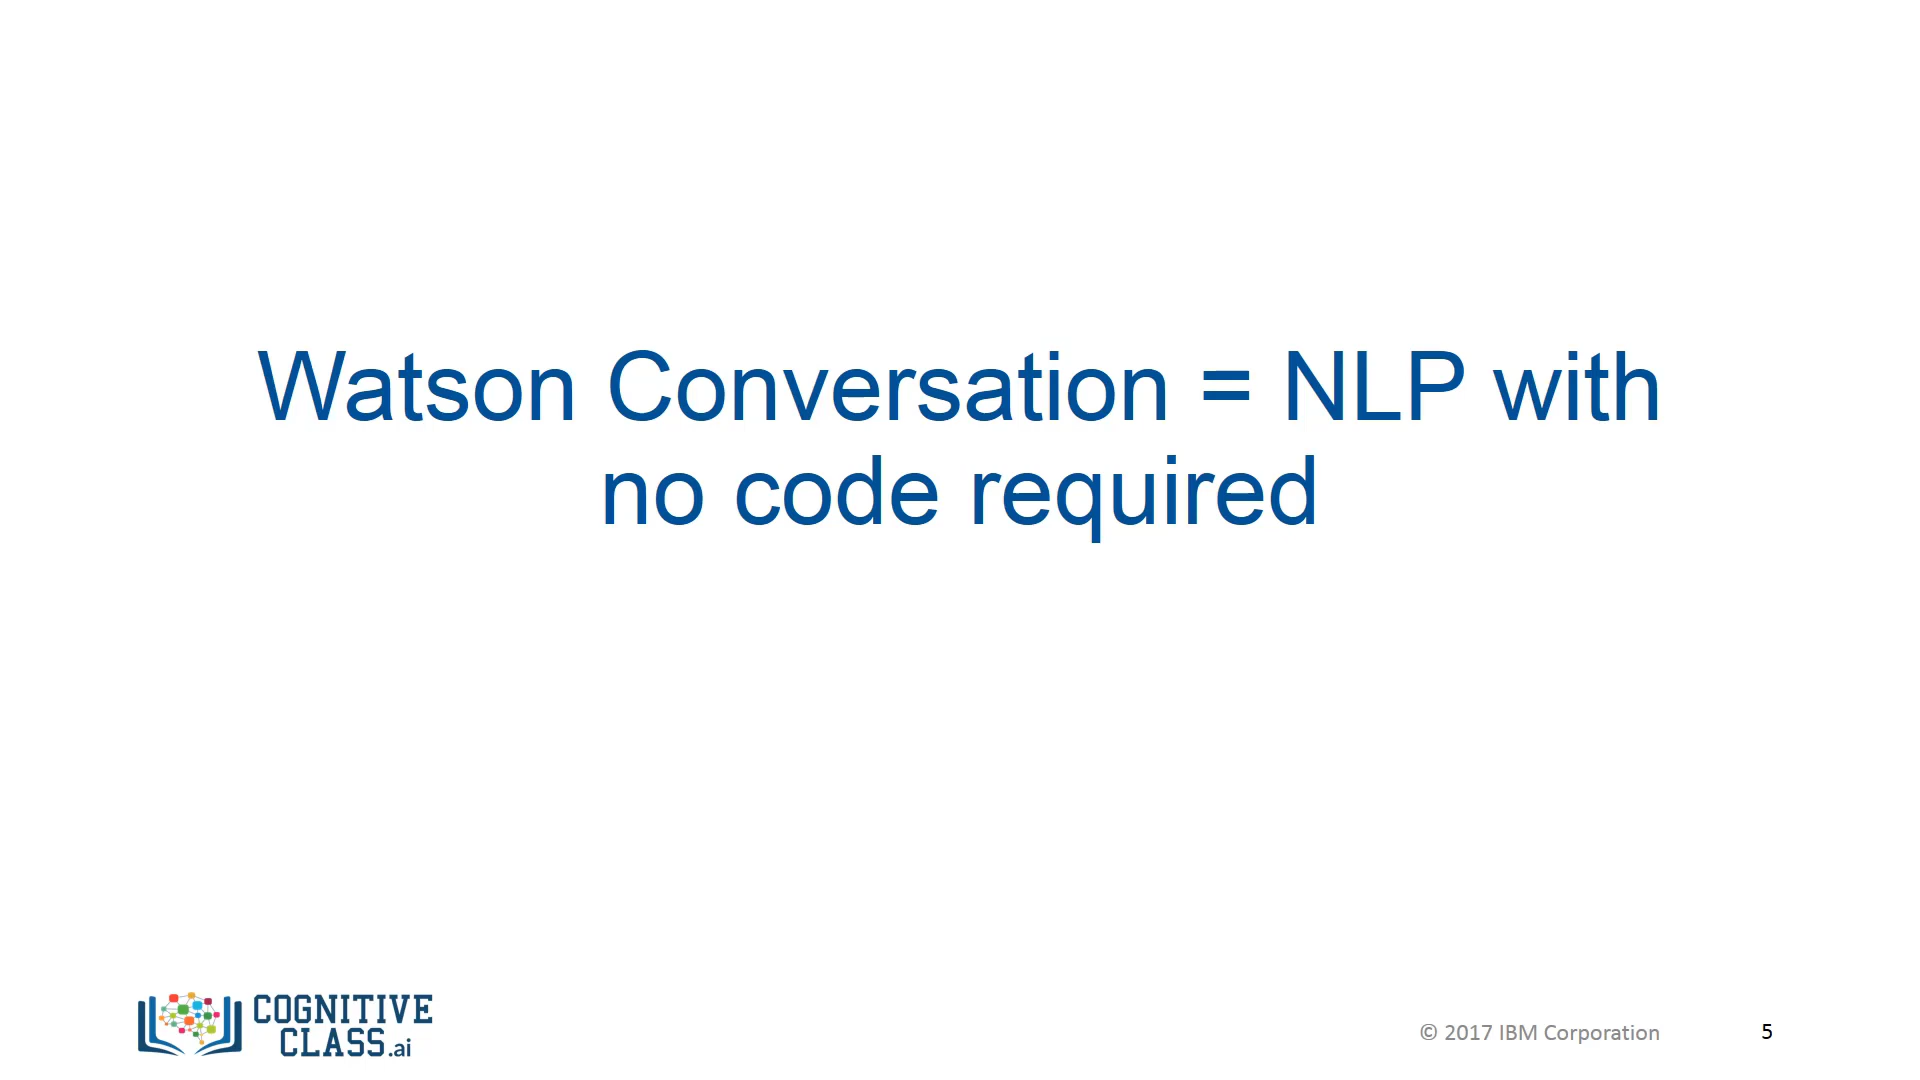 Watson Conversation = NLP with
no code required
COGNITIVE
CLASS.ai
© 2017 IBM Corporation
5